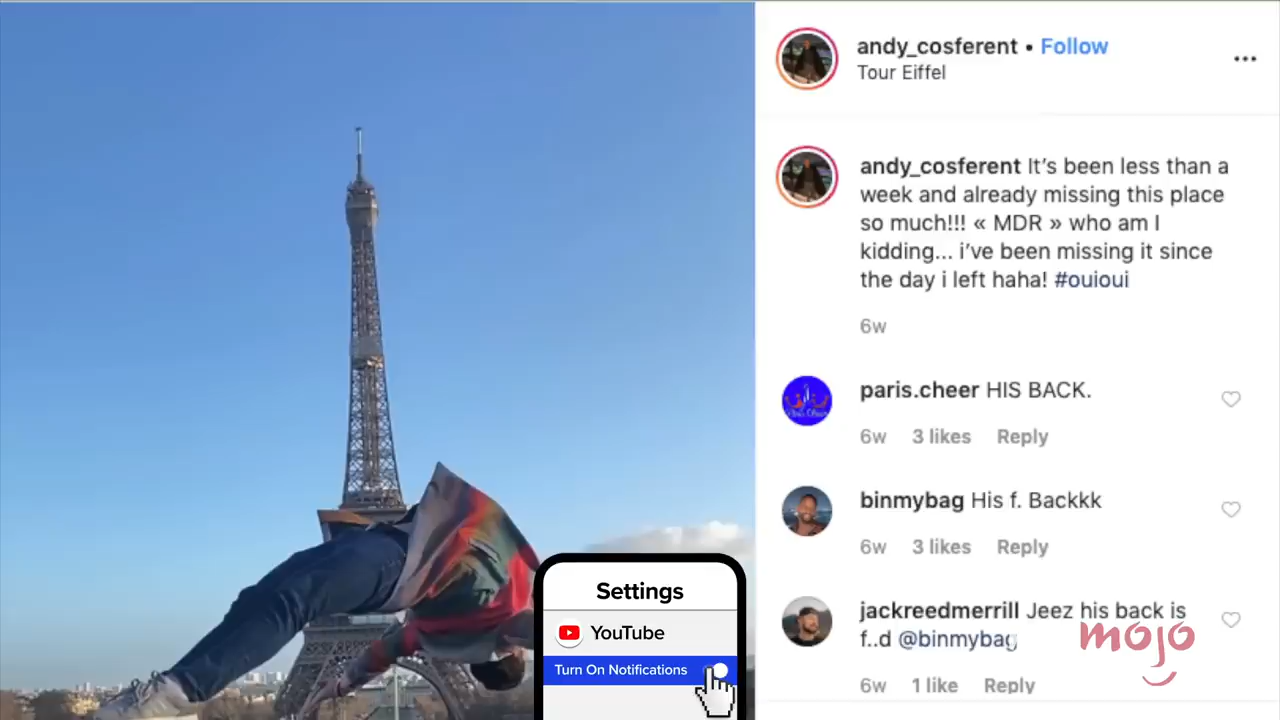 andy_cosferent • Follow
Tour Eiffel
andy_cosferent It’s been less than a
week and already missing this place
so much!!! « MDR » who am I
kidding... i’ve been missing it since
the day i left haha! #ouioui
6w
paris.cheer HIS BACK.
6w 3 likes Reply
binmybag His f. Backkk
6w 3 likes Reply
jackreedmerrill Jeez his back is
f..d @binmybag
6w 1 like Reply
mojo
Settings
YouTube
Turn On Notifications